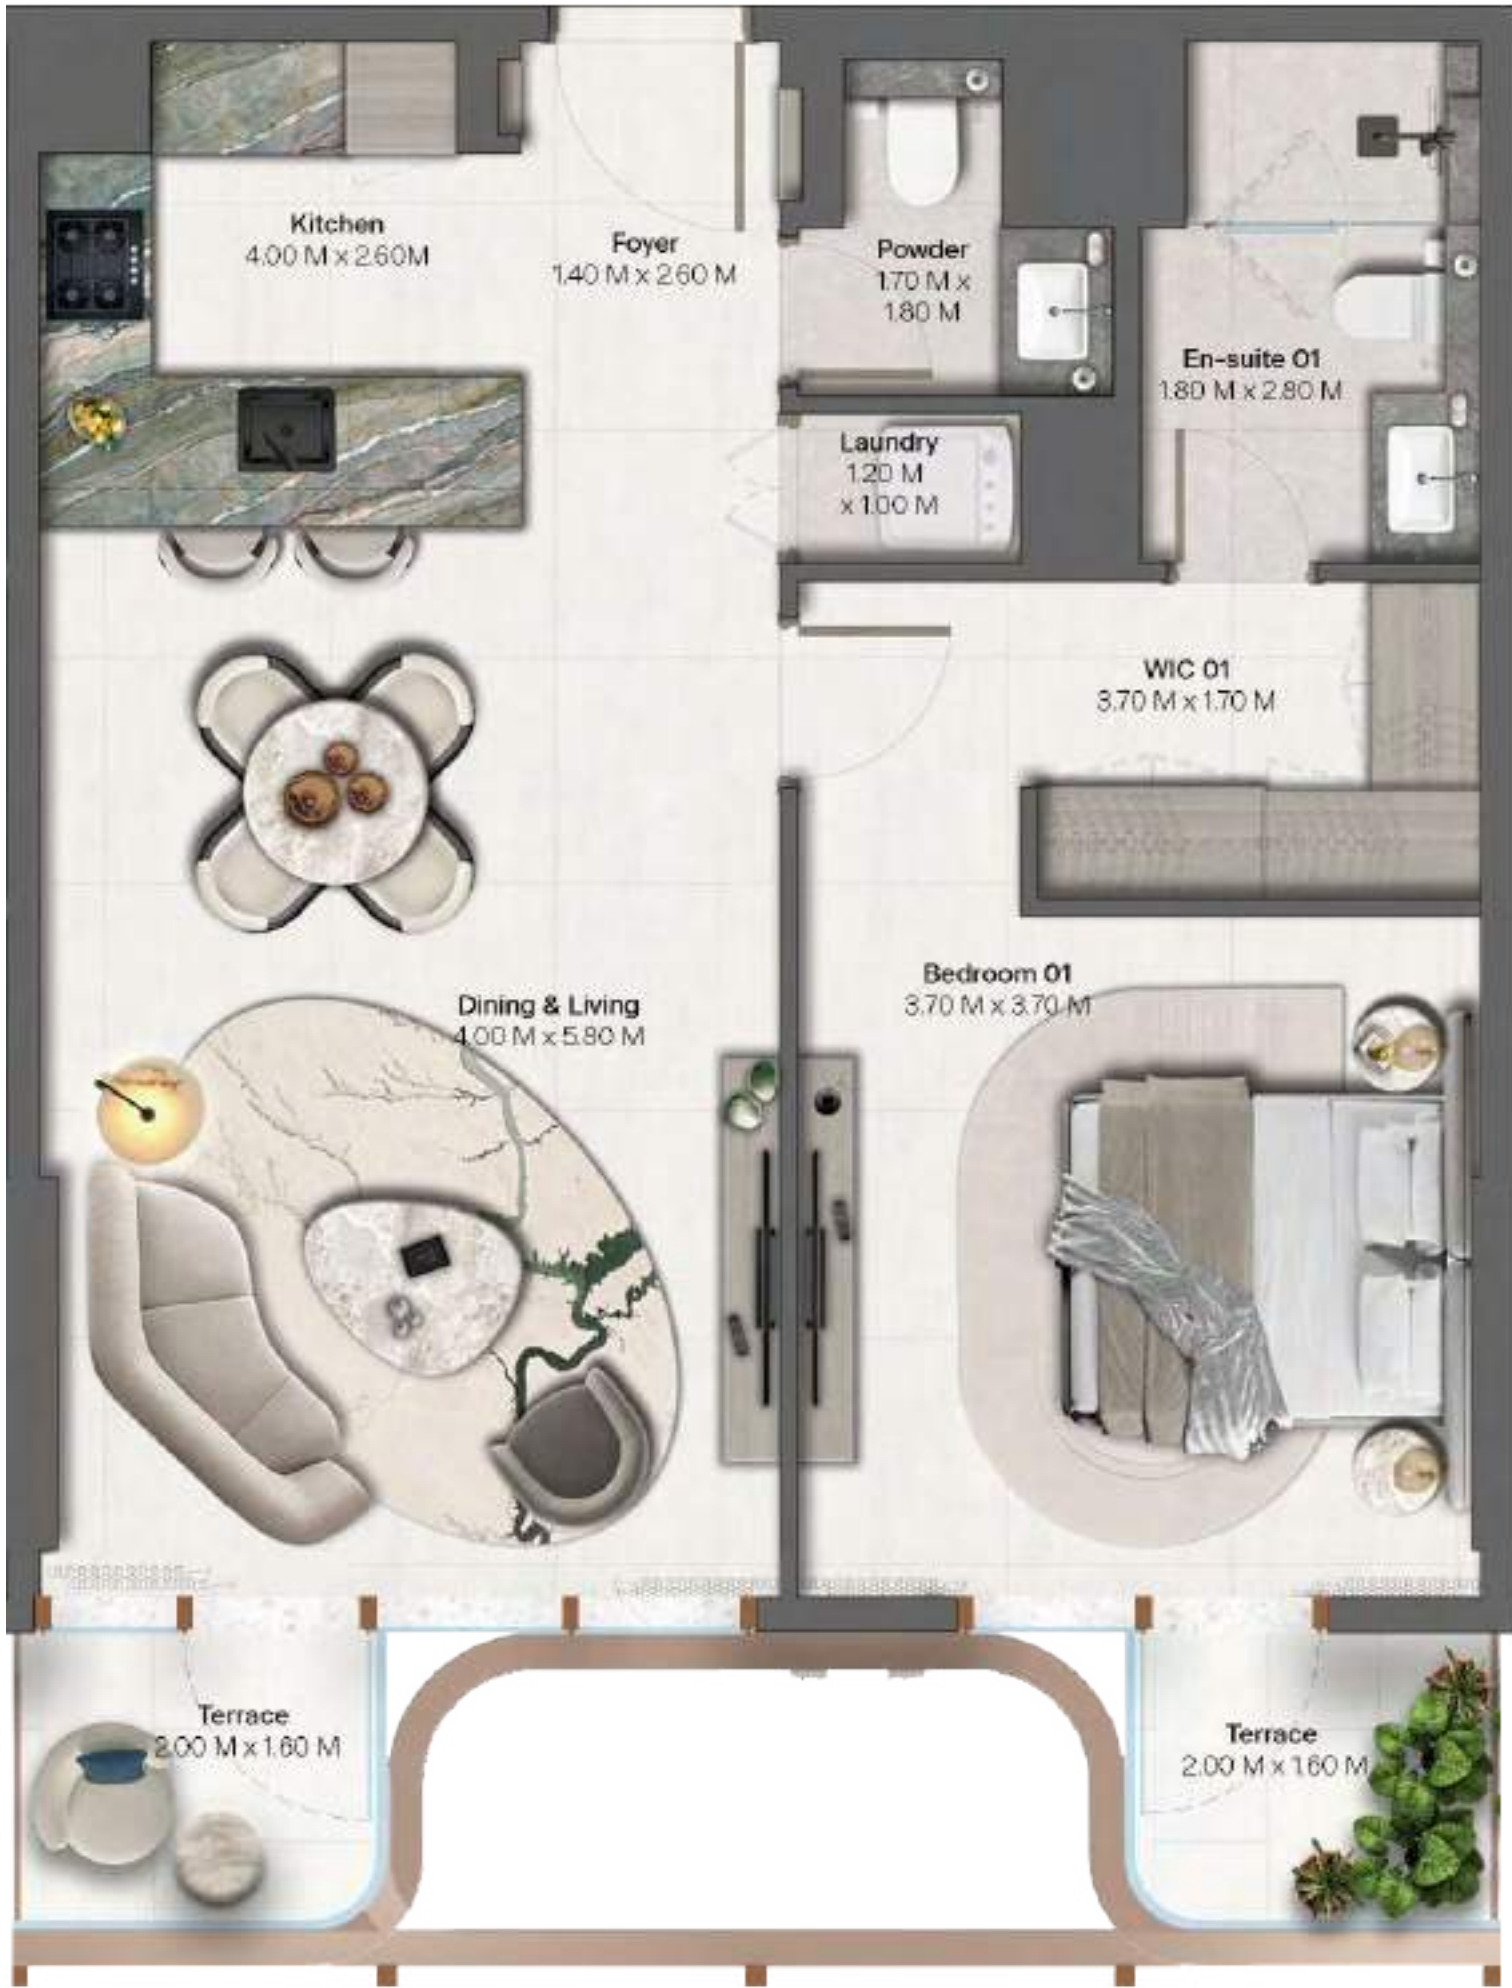 Kitchen
4.00 M x 2.60M
Foyer
1.40 M x 2.60 M
Powder
1.70 M x
1.80 M
En-suite 01
1.80 M x 2.80 M
Laundry
1.20 M
x 1.00 M
WIC 01
3.70 M x 1.70 M
Bedroom 01
3.70 M x 3.70 M
Dining & Living
4.00 M x 5.80 M
Terrace
2.00 M x 1.60 M
Terrace
2.00 M x 1.60 M